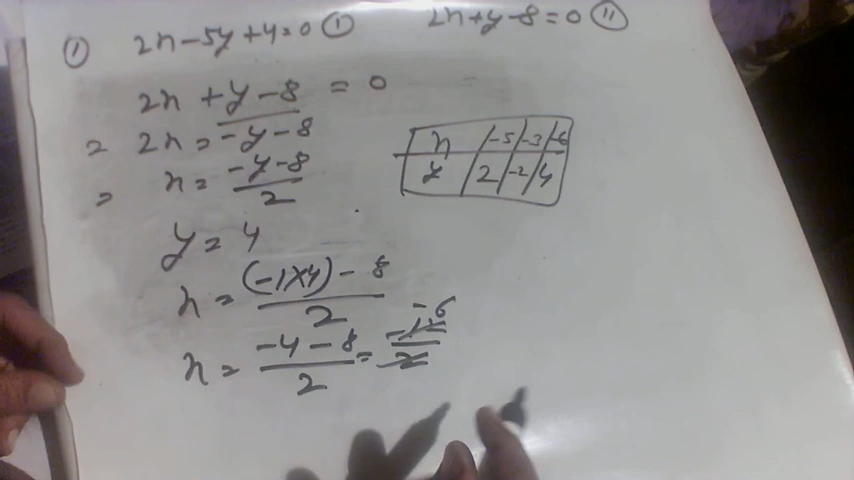 ① 2x-5y+4=0 ① 2x+y-8=0 ⑪
2x+y-8 = 0
= 2x = -y-8
= x = -y-8/2
x | -5 | -3 | -6
y | 2 | -2 | 4
y = 4
x = (-1×4) - 8/2
x = -4-8/2 = -12/2 -6